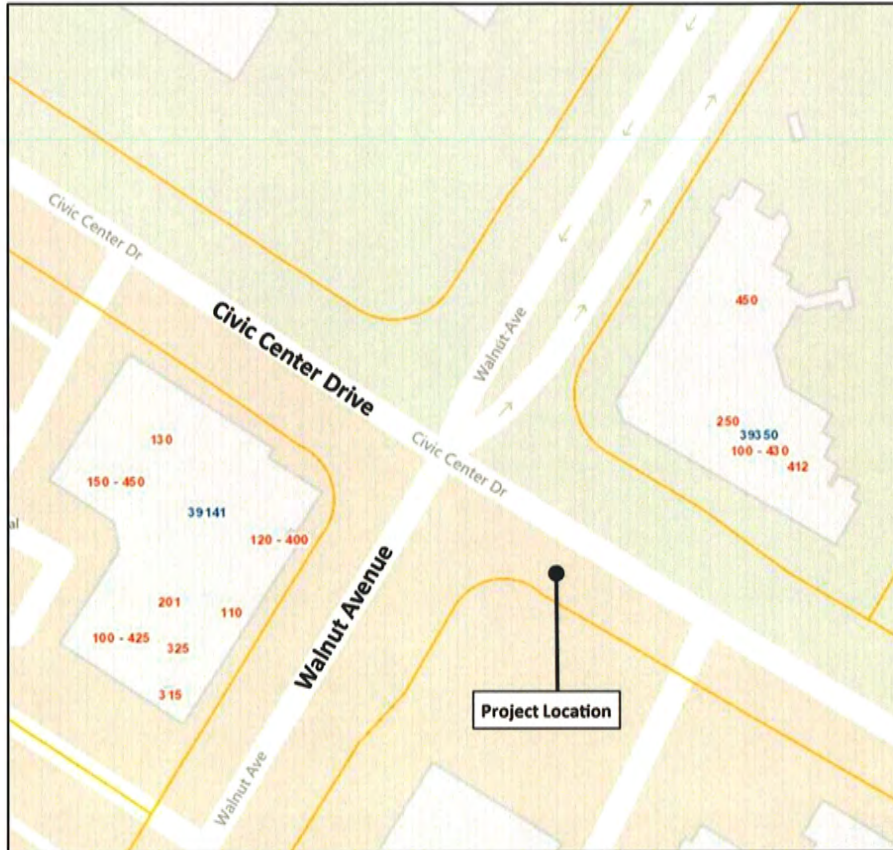 Civic Center Dr
Civic Center Drive
Walnut Ave
450
250
39350
100 - 430
412
Civic Center Dr
130
150 - 450
39141
120 - 400
al
201
110
100 - 425
325
315
Walnut Avenue
Project Location
Walnut Ave